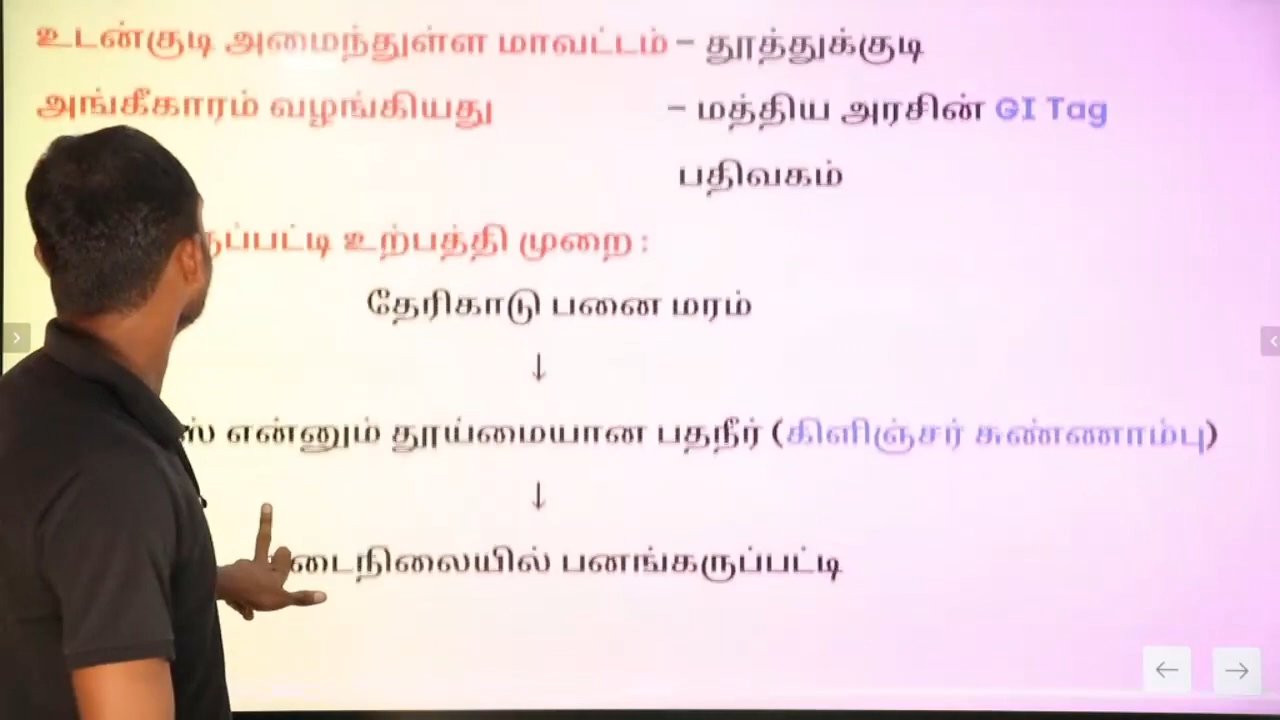 உடன்குடி அமைந்துள்ள மாவட்டம் – தூத்துக்குடி
அங்கீகாரம் வழங்கியது – மத்திய அரசின் GI Tag
பதிவகம்
உற்பத்தி முறை :
தேரிகாடு பனை மரம்
↓
என்னும் தூய்மையான பதநீர் (கிளிஞ்சர் சுண்ணாம்பு)
↓
பனங்கருப்பட்டி